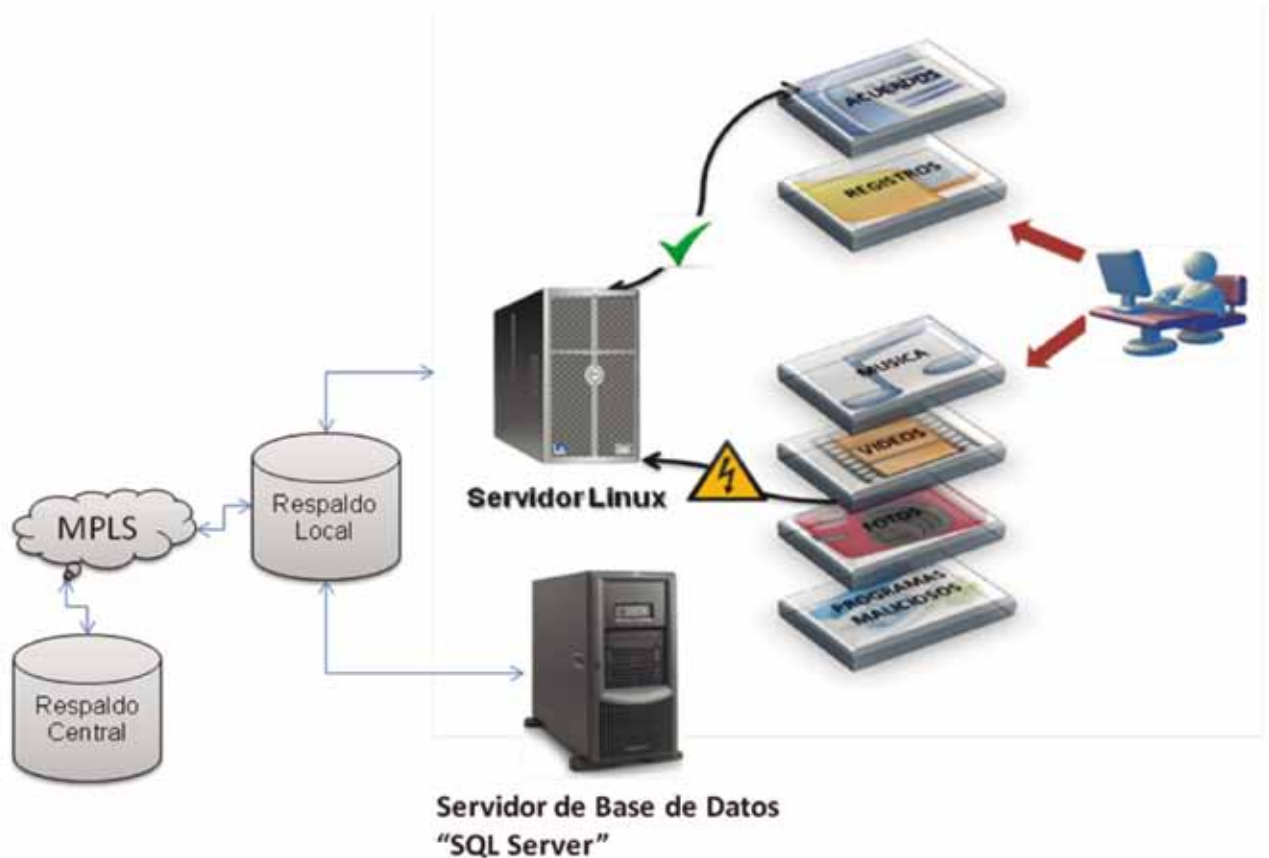 ACUERDOS
REGISTROS
MUSICA
VIDEOS
FOTOS
PROGRAMAS
MALICIOSOS
Servidor Linux
Respaldo
Local
MPLS
Respaldo
Central
Servidor de Base de Datos
“SQL Server”